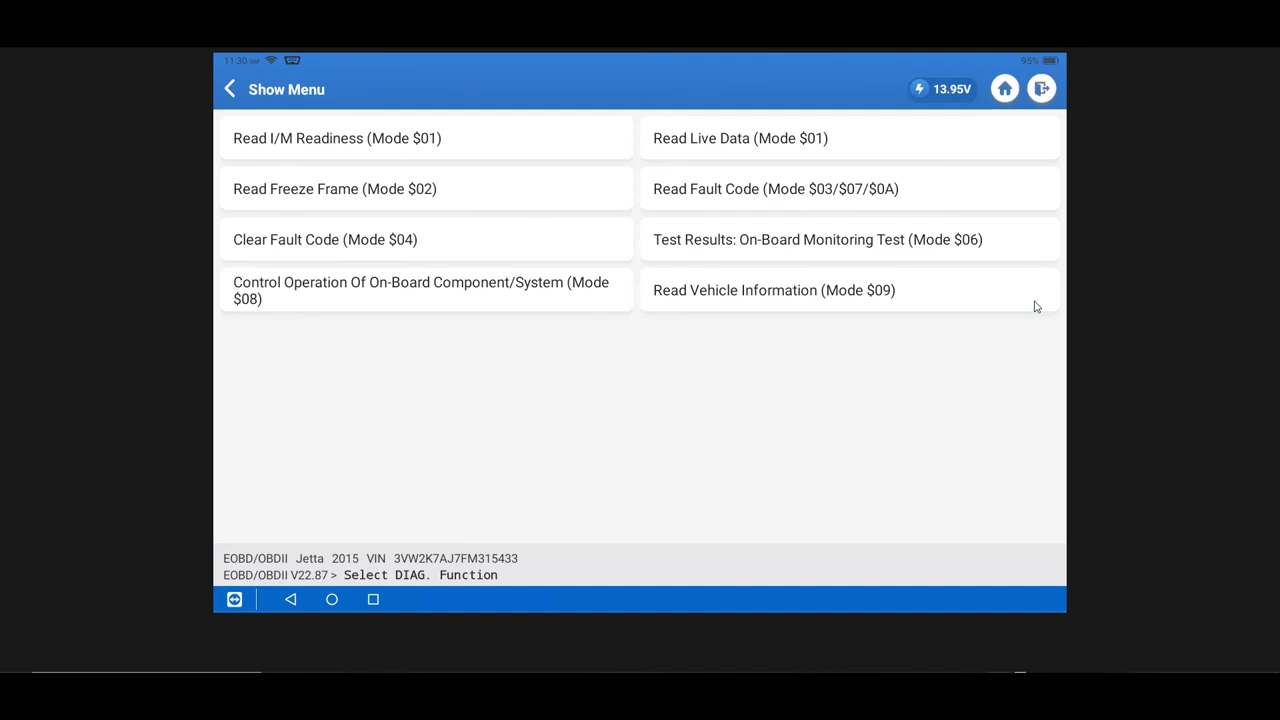 11:30 AM
95%
Show Menu
13.95V
Read I/M Readiness (Mode $01)
Read Live Data (Mode $01)
Read Freeze Frame (Mode $02)
Read Fault Code (Mode $03/$07/$0A)
Clear Fault Code (Mode $04)
Test Results: On-Board Monitoring Test (Mode $06)
Control Operation Of On-Board Component/System (Mode
$08)
Read Vehicle Information (Mode $09)
EOBD/OBDII Jetta 2015 VIN 3VW2K7AJ7FM315433
EOBD/OBDII V22.87 > Select DIAG. Function